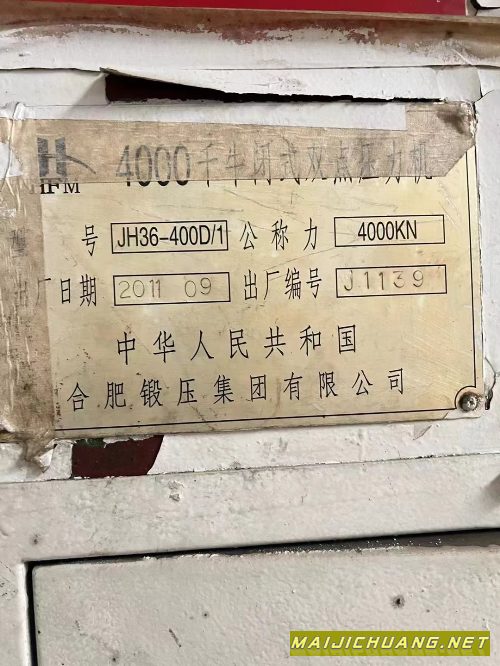 HFM 4000千牛闭式双点压力机
型号 JH36-400D/1 公称力 4000KN
出厂日期 2011 09 出厂编号 J1139
中华人民共和国
合肥锻压集团有限公司
MAIJICHUANG.NET